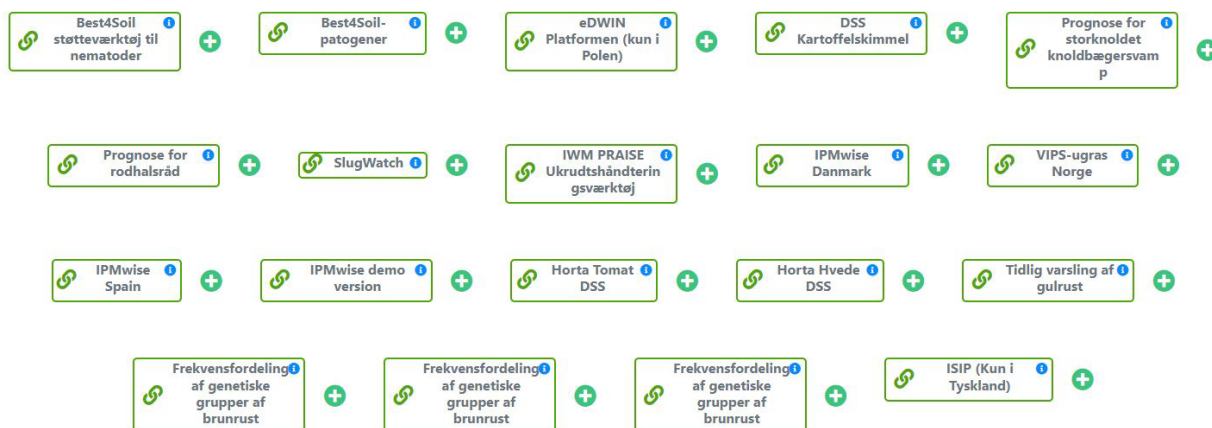 Best4Soil
støtteværktøj til
nematoder
Best4Soil-
patogener
eDWIN
Platformen (kun i
Polen)
DSS
Kartoffelskimmel
Prognose for
storknoldet
knoldbægersvam
p
Prognose for
rodhalsråd
SlugWatch
IWM PRAISE
Ukrudtshåndterin
gsværktøj
IPMwise
Danmark
VIPS-ugras
Norge
IPMwise
Spain
IPMwise demo
version
Horta Tomat
DSS
Horta Hvede
DSS
Tidlig varsling af
gulrust
Frekvensfordeling
af genetiske
grupper af
brunrust
Frekvensfordeling
af genetiske
grupper af
brunrust
Frekvensfordeling
af genetiske
grupper af
brunrust
ISIP (Kun i
Tyskland)